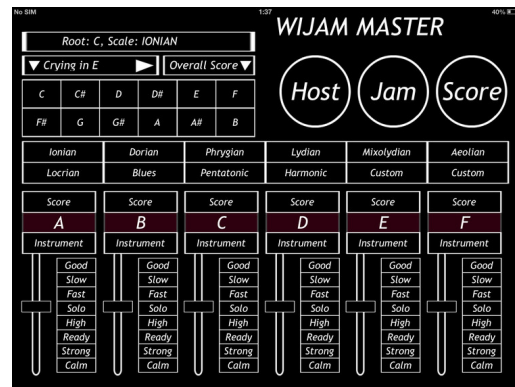 No SIM 1:37 40%
WIJAM MASTER
Root: C, Scale: IONIAN
Crying in E Overall Score
Host Jam Score
C C# D D# E F
F# G G# A A# B
Ionian Dorian Phrygian Lydian Mixolydian Aeolian
Locrian Blues Pentatonic Harmonic Custom Custom
Score Score Score Score Score Score
A B C D E F
Instrument Instrument Instrument Instrument Instrument Instrument
Good Good Good Good Good Good
Slow Slow Slow Slow Slow Slow
Fast Fast Fast Fast Fast Fast
Solo Solo Solo Solo Solo Solo
High High High High High High
Ready Ready Ready Ready Ready Ready
Strong Strong Strong Strong Strong Strong
Calm Calm Calm Calm Calm Calm